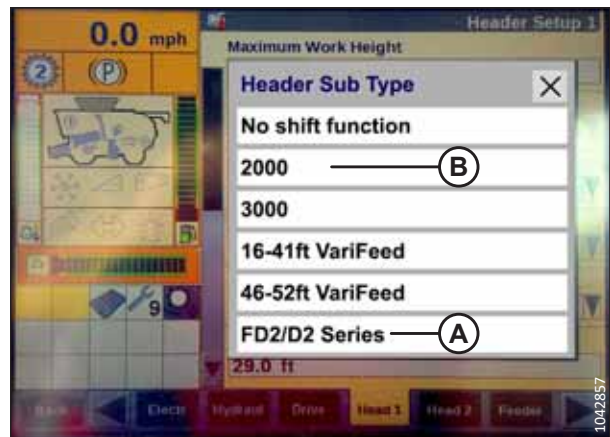 0.0 mph
Header Setup 1
Maximum Work Height
2
P
Header Sub Type
No shift function
2000
B
3000
16-41ft VariFeed
46-52ft VariFeed
9
FD2/D2 Series
A
29.0 ft
Back
Electr
Hydraul
Drive
Head 1
Head 2
Feeder
1042857